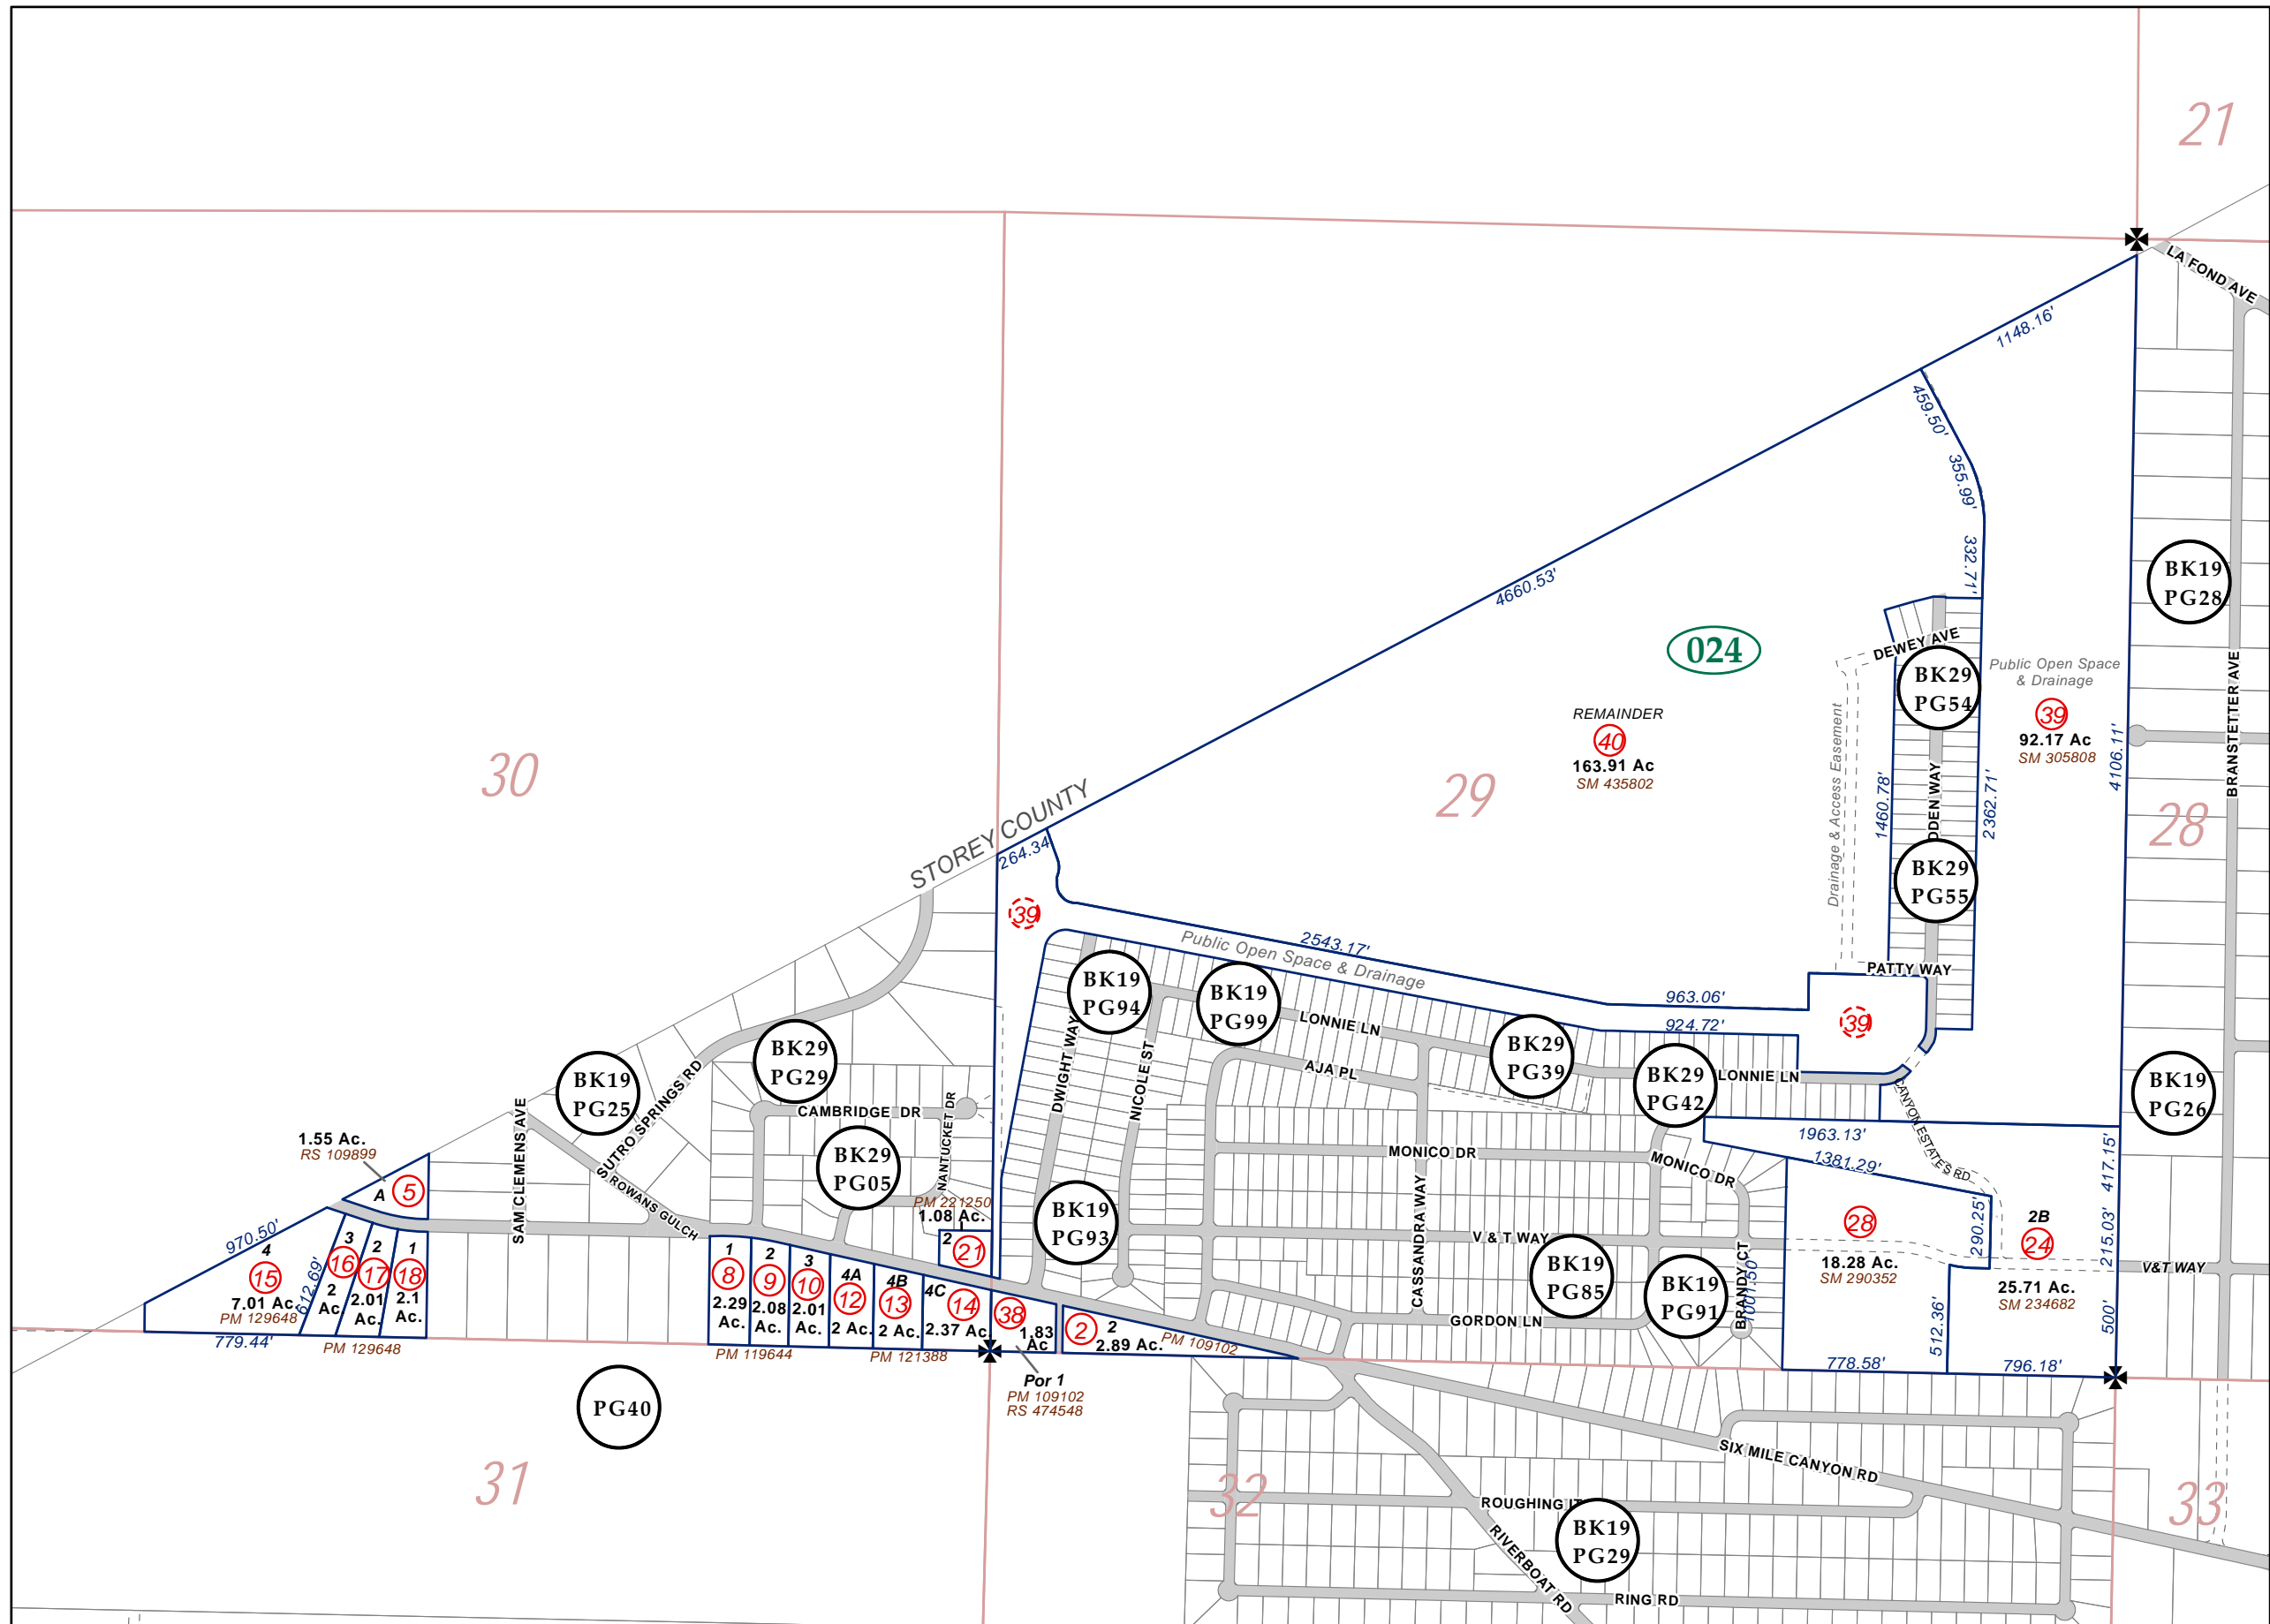 21
LA FOND AVE
1148.16'
459.50'
355.99'
332.71'
4660.53'
BK19
PG28
024
DEWEY AVE
BK29
PG54
Public Open Space
& Drainage
39
92.17 Ac
SM 305808
REMAINDER
40
163.91 Ac
SM 435802
BRANSTETTER AVE
4106.11'
30
29
28
Drainage & Access Easement
1460.78'
DDEN WAY
2362.71'
STOREY COUNTY
264.34'
BK29
PG55
39
2543.17'
Public Open Space & Drainage
PATTY WAY
963.06'
924.72'
39
BK19
PG94
BK19
PG99
LONNIE LN
BK29
PG39
AJA PL
BK29
PG42
LONNIE LN
BK19
PG26
DWIGHT WAY
NICOLE ST
BK29
PG29
BK19
PG25
SUTRO SPRINGS RD
CAMBRIDGE DR
NANTUCKET DR
CANYON ESTATES RD
1963.13'
417.15'
SAM CLEMENS AVE
1.55 Ac.
RS 109899
A
5
S ROWANS GULCH
BK29
PG05
MONICO DR
MONICO DR
1381.29'
PM 221250
1.08 Ac.
2
21
BK19
PG93
CASSANDRA WAY
V & T WAY
28
18.28 Ac.
SM 290352
290.25'
2B
24
25.71 Ac.
SM 234682
215.03'
V&T WAY
970.50'
4
15
7.01 Ac.
PM 129648
612.69'
3
16
2
Ac.
2
17
2.01
Ac.
1
18
2.1
Ac.
1
8
2.29
Ac.
2
9
2.08
Ac.
3
10
2.01
Ac.
4A
12
2 Ac.
4B
13
2 Ac.
4C
14
2.37 Ac.
38
1.83
Ac
2
2
2.89 Ac.
PM 109102
BK19
PG85
BK19
PG91
BRANDY CT
1001.50'
GORDON LN
512.36'
500'
779.44'
PM 129648
PM 119644
PM 121388
778.58'
796.18'
Por 1
PM 109102
RS 474548
PG40
31
32
33
SIX MILE CANYON RD
ROUGHING IT
BK19
PG29
RIVERBOAT RD
RING RD